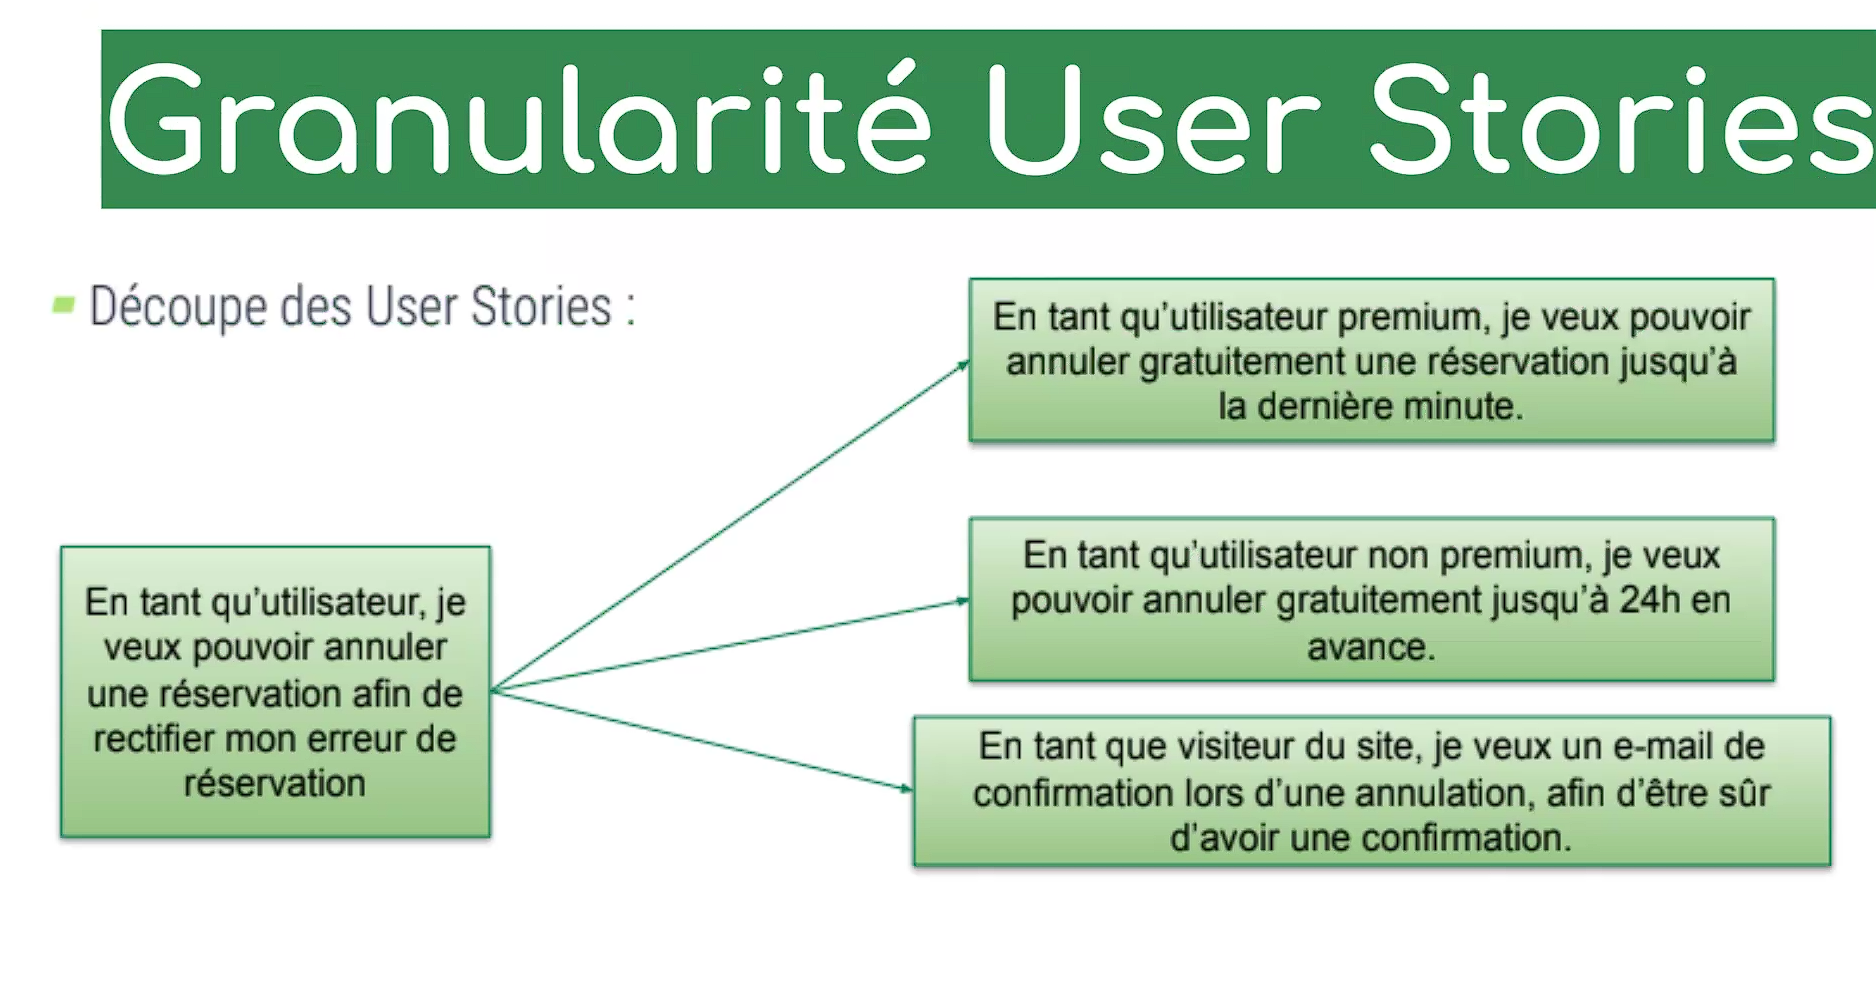 Granularité User Stories
Découpe des User Stories :
En tant qu'utilisateur, je
veux pouvoir annuler
une réservation afin de
rectifier mon erreur de
réservation
En tant qu'utilisateur premium, je veux pouvoir
annuler gratuitement une réservation jusqu'à
la dernière minute.
En tant qu'utilisateur non premium, je veux
pouvoir annuler gratuitement jusqu'à 24h en
avance.
En tant que visiteur du site, je veux un e-mail de
confirmation lors d'une annulation, afin d'être sûr
d'avoir une confirmation.